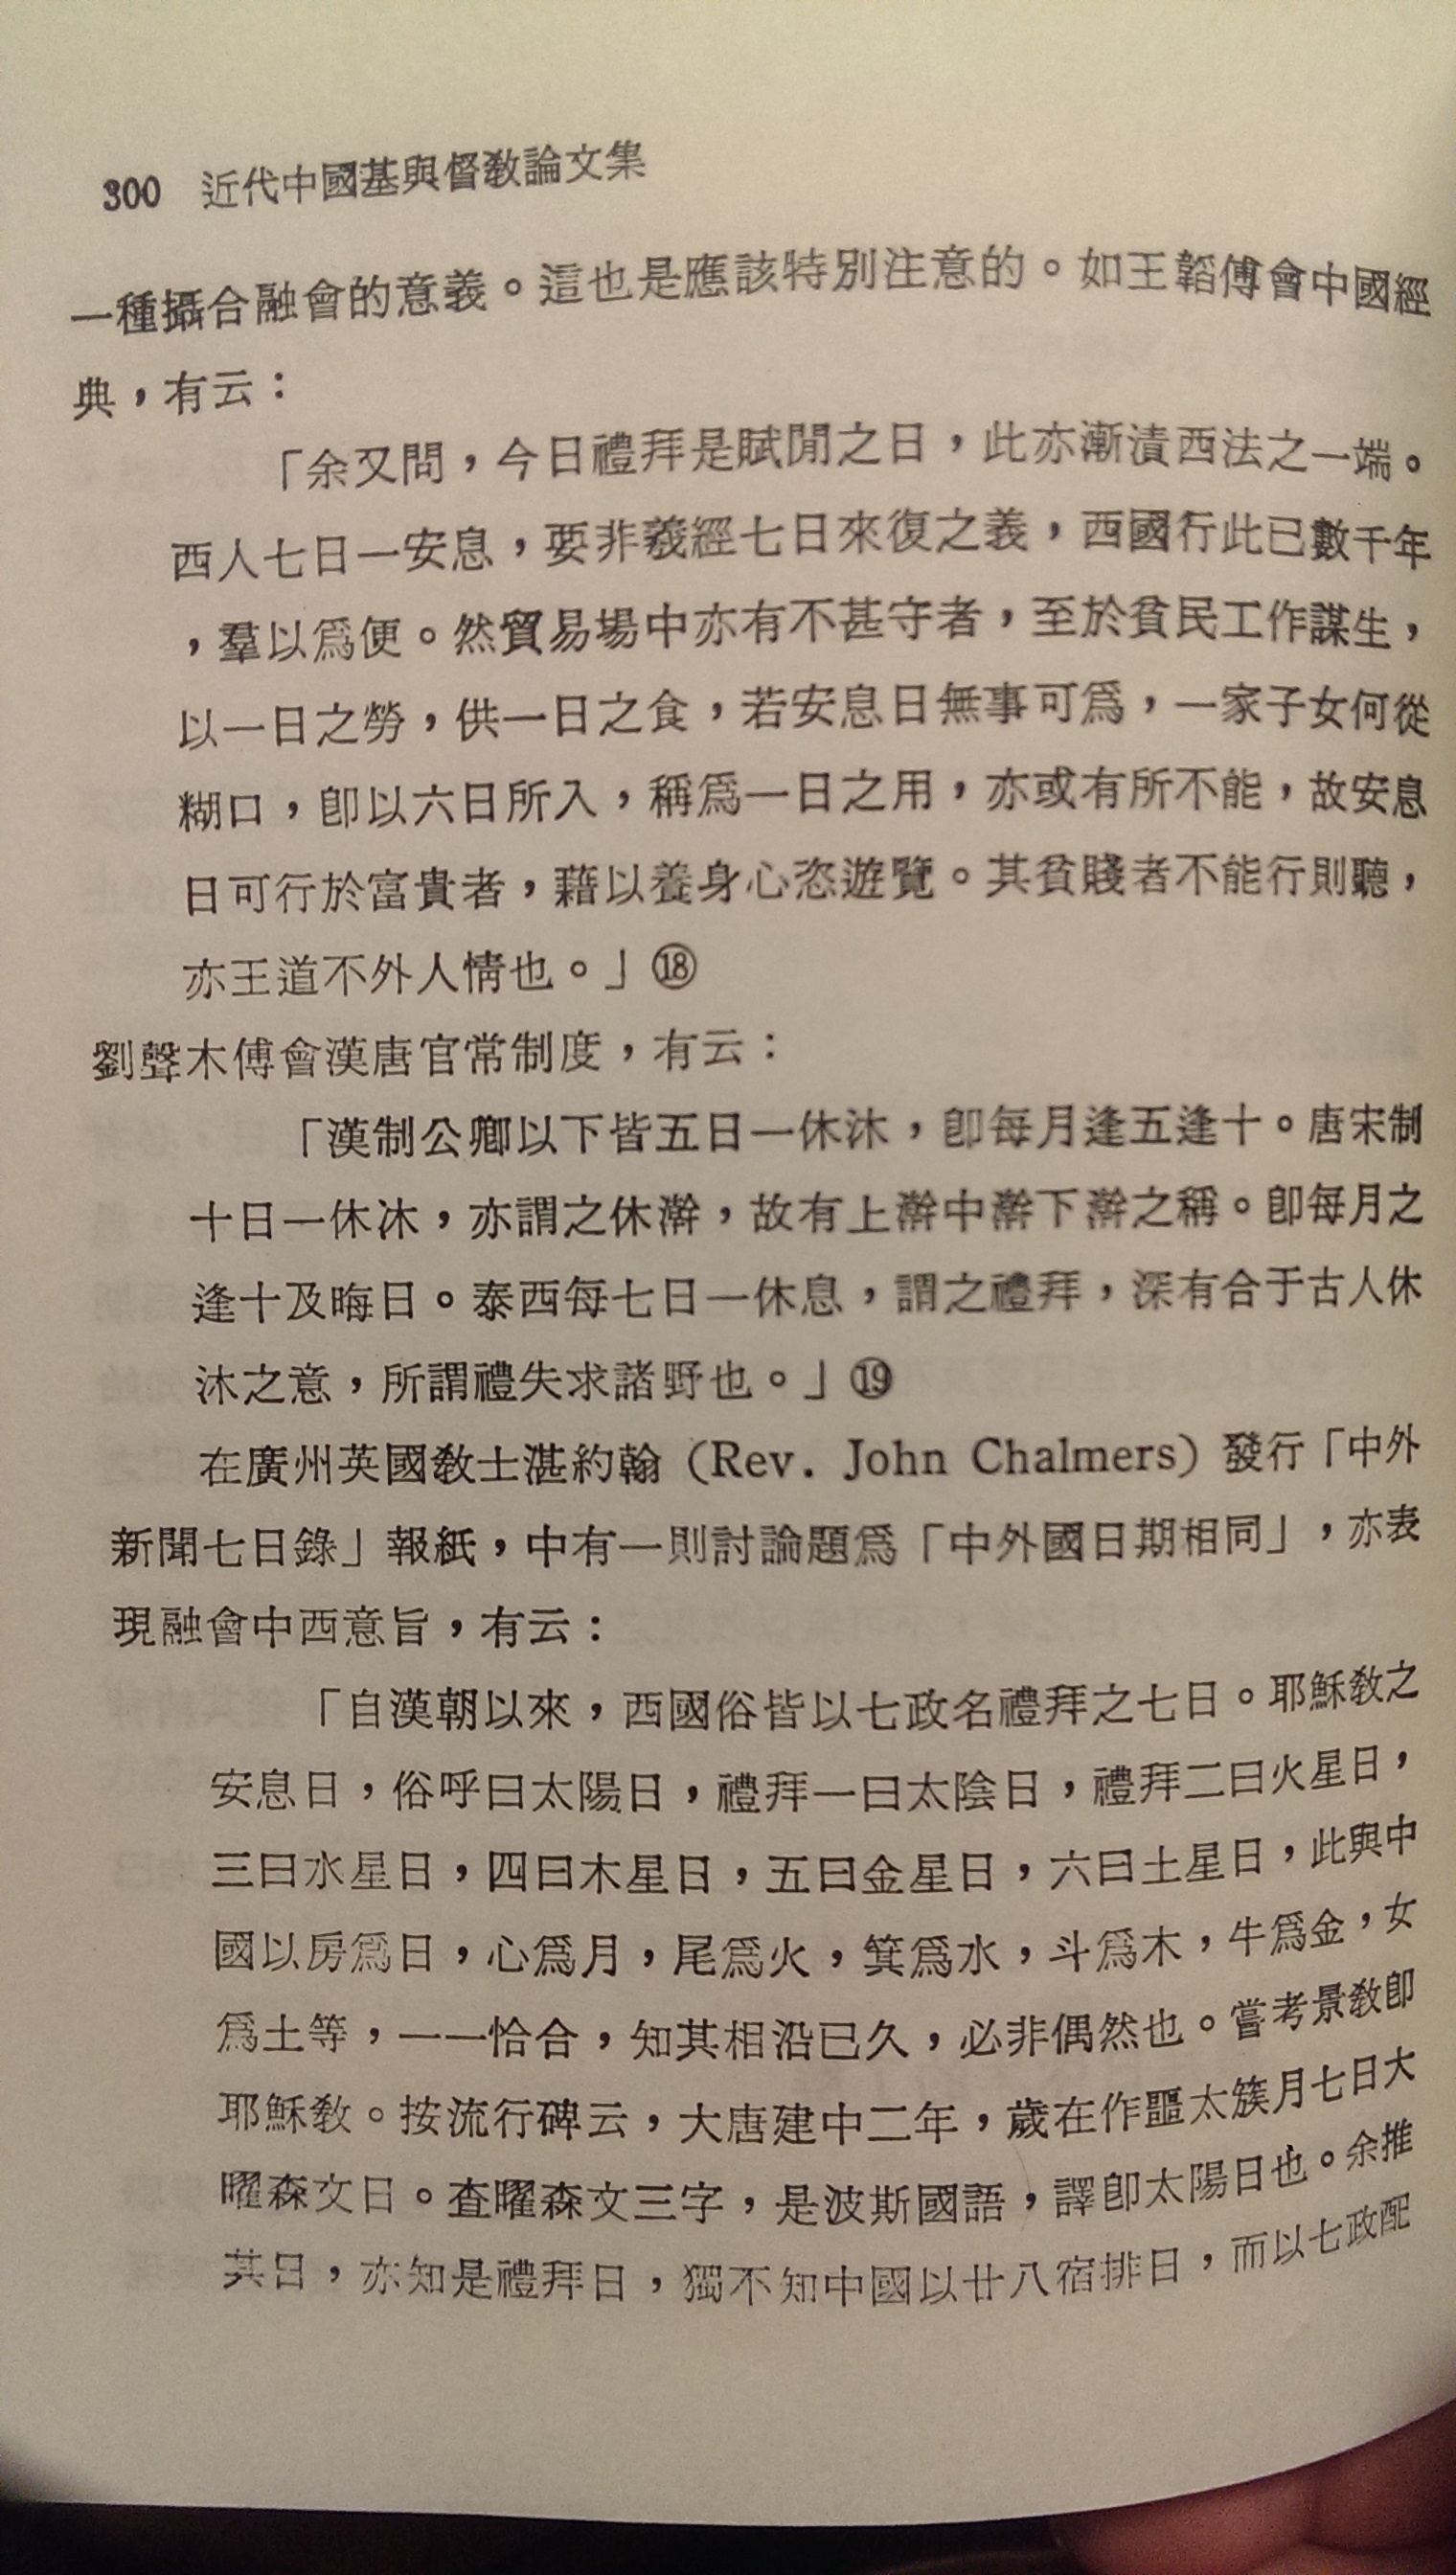 300 近代中國基與督教論文集
一種攝合融會的意義。這也是應該特別注意的。如王韜傅會中國經
典，有云：
「余又問，今日禮拜是賦閒之日，此亦漸漬西法之一端。
西人七日一安息，要非羲經七日來復之義，西國行此已數千年
，羣以爲便。然貿易場中亦有不甚守者，至於貧民工作謀生，
以一日之勞，供一日之食，若安息日無事可爲，一家子女何從
糊口，卽以六日所入，稱爲一日之用，亦或有所不能，故安息
日可行於富貴者，藉以養身心恣遊覽。其貧賤者不能行則聽，
亦王道不外人情也。」⑱
劉聲木傅會漢唐官常制度，有云：
「漢制公卿以下皆五日一休沐，卽每月逢五逢十。唐宋制
十日一休沐，亦謂之休澣，故有上澣中澣下澣之稱。卽每月之
逢十及晦日。泰西每七日一休息，謂之禮拜，深有合于古人休
沐之意，所謂禮失求諸野也。」⑲
在廣州英國敎士湛約翰（Rev. John Chalmers）發行「中外
新聞七日錄」報紙，中有一則討論題爲「中外國日期相同」，亦表
現融會中西意旨，有云：
「自漢朝以來，西國俗皆以七政名禮拜之七日。耶穌敎之
安息日，俗呼曰太陽日，禮拜一曰太陰日，禮拜二曰火星日，
三曰水星日，四曰木星日，五曰金星日，六曰土星日，此與中
國以房爲日，心爲月，尾爲火，箕爲水，斗爲木，牛爲金，女
爲土等，一一恰合，知其相沿已久，必非偶然也。嘗考景敎卽
耶穌敎。按流行碑云，大唐建中二年，歲在作噩太簇月七日大
曜森文日。查曜森文三字，是波斯國語，譯卽太陽日也。余推
其日，亦知是禮拜日，獨不知中國以廿八宿排日，而以七政配